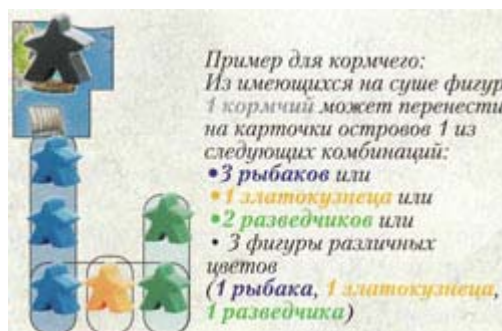 Пример для кормчего:
Из имеющихся на суше фигур
1 кормчий может перенести
на карточки островов 1 из
следующих комбинаций:
•3 рыбаков или
•1 златокузнеца или
•2 разведчиков или
• 3 фигуры различных
цветов
(1 рыбака, 1 златокузнеца,
1 разведчика)